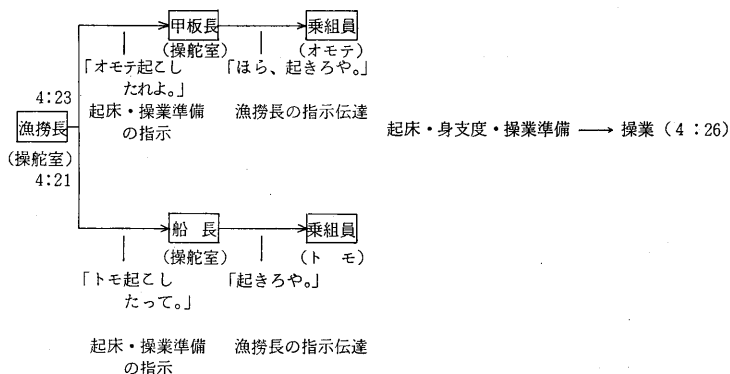 甲板長 乗組員
(操舵室) (オモテ)
「オモテ起こし 「ほら、起きろや。」
たれよ。」
4:23
起床・操業準備 漁撈長の指示伝達
の指示
漁撈長
起床・身支度・操業準備 → 操業(4:26)
(操舵室)
4:21
船 長 乗組員
(操舵室) (ト モ)
「トモ起こし 「起きろや。」
たって。」
起床・操業準備 漁撈長の指示伝達
の指示